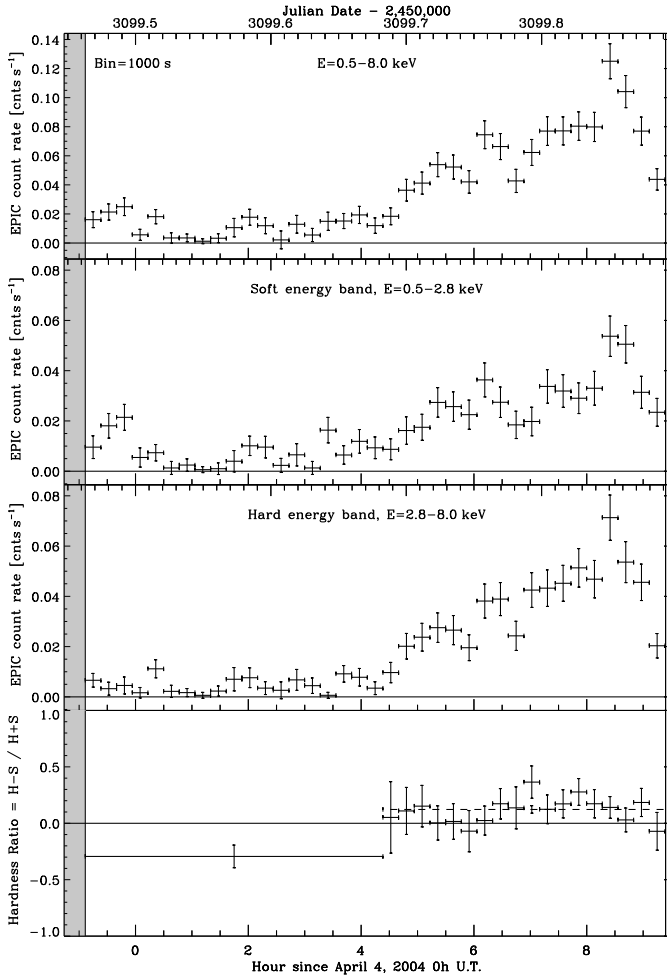 Julian Date − 2,450,000
3099.5 3099.6 3099.7 3099.8
Bin=1000 s E=0.5−8.0 keV
EPIC count rate [cnts s⁻¹]
0.14
0.12
0.10
0.08
0.06
0.04
0.02
0.00
Soft energy band, E=0.5−2.8 keV
EPIC count rate [cnts s⁻¹]
0.08
0.06
0.04
0.02
0.00
Hard energy band, E=2.8−8.0 keV
EPIC count rate [cnts s⁻¹]
0.08
0.06
0.04
0.02
0.00
Hardness Ratio = H−S / H+S
1.0
0.5
0.0
−0.5
−1.0
0 2 4 6 8
Hour since April 4, 2004 0h U.T.